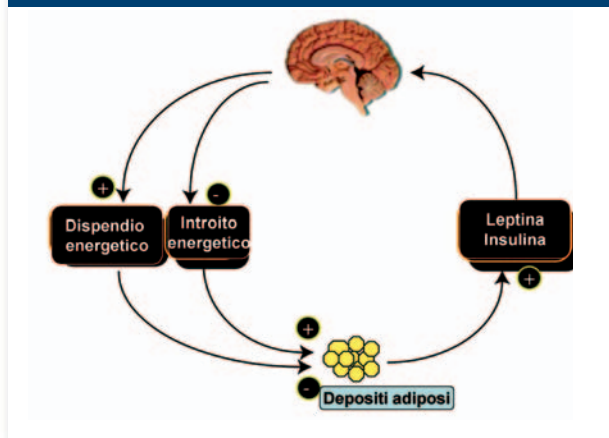 +
-
Dispendio
energetico
Introito
energetico
Leptina
Insulina
+
+
-
Depositi adiposi